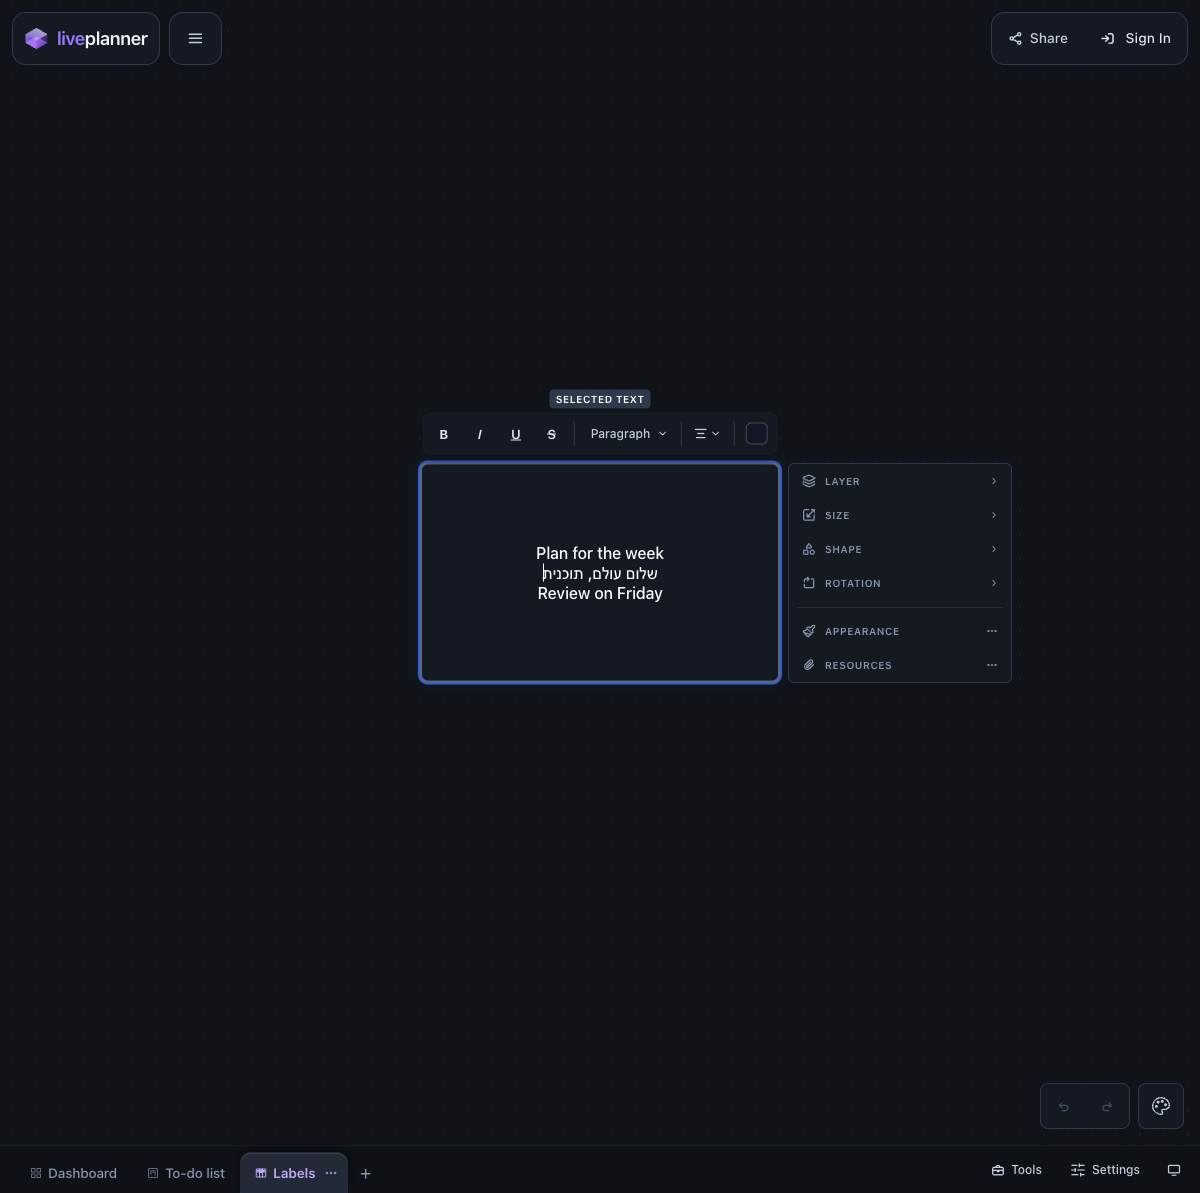 liveplanner
Share
Sign In
SELECTED TEXT
B I U S Paragraph
Plan for the week
שלום עולם, תוכנית
Review on Friday
LAYER
SIZE
SHAPE
ROTATION
APPEARANCE
RESOURCES
Dashboard
To-do list
Labels
Tools
Settings